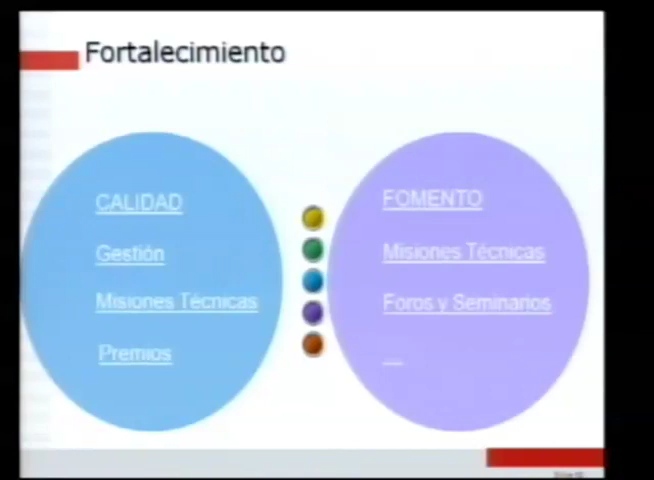 Fortalecimiento
CALIDAD
Gestión
Misiones Técnicas
Premios
FOMENTO
Misiones Técnicas
Foros y Seminarios